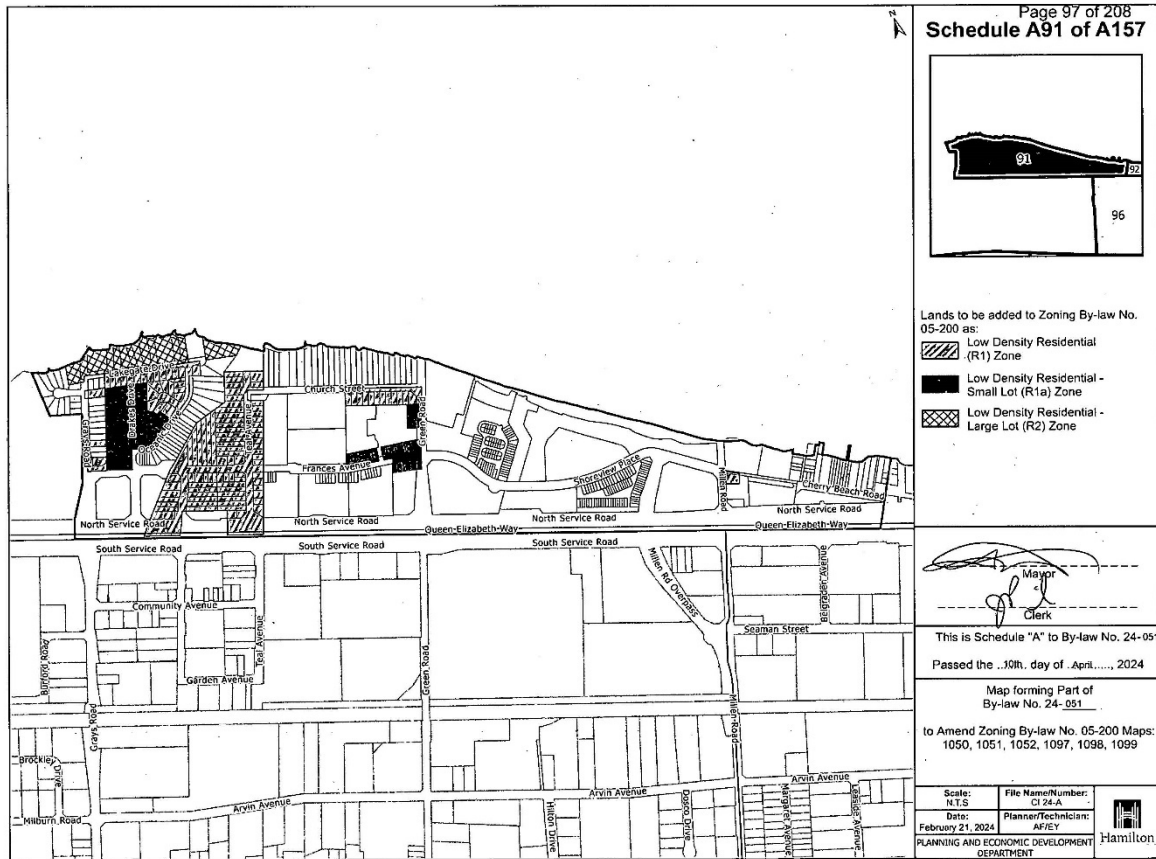 Page 97 of 208
Schedule A91 of A157
N
91
92
96
Lands to be added to Zoning By-law No.
05-200 as:
Low Density Residential
(R1) Zone
Low Density Residential -
Small Lot (R1a) Zone
Low Density Residential -
Large Lot (R2) Zone
Mayor
Clerk
This is Schedule "A" to By-law No. 24-051
Passed the ..10th. day of .April....., 2024
Map forming Part of
By-law No. 24- 051
to Amend Zoning By-law No. 05-200 Maps:
1050, 1051, 1052, 1097, 1098, 1099
Scale:
N.T.S
File Name/Number:
CI 24-A
Date:
February 21, 2024
Planner/Technician:
AF/EY
PLANNING AND ECONOMIC DEVELOPMENT
DEPARTMENT
Hamilton
Lakegate Drive
Drakes Drive
Grays Road
Teal Avenue
Church Street
Green Road
Frances Avenue
Shoreview Place
Millen Road
Cherry Beach Road
North Service Road
North Service Road
North Service Road
North Service Road
Queen-Elizabeth-Way
Queen-Elizabeth-Way
South Service Road
South Service Road
South Service Road
Millen Rd Overpass
Belgraden Avenue
Community Avenue
Seaman Street
Burford Road
Teal Avenue
Garden Avenue
Green Road
Grays Road
Millen Road
Brockley Drive
Milburn Road
Arvin Avenue
Arvin Avenue
Arvin Avenue
Hilton Drive
Dosco Drive
Margaret Avenue
Leaside Avenue